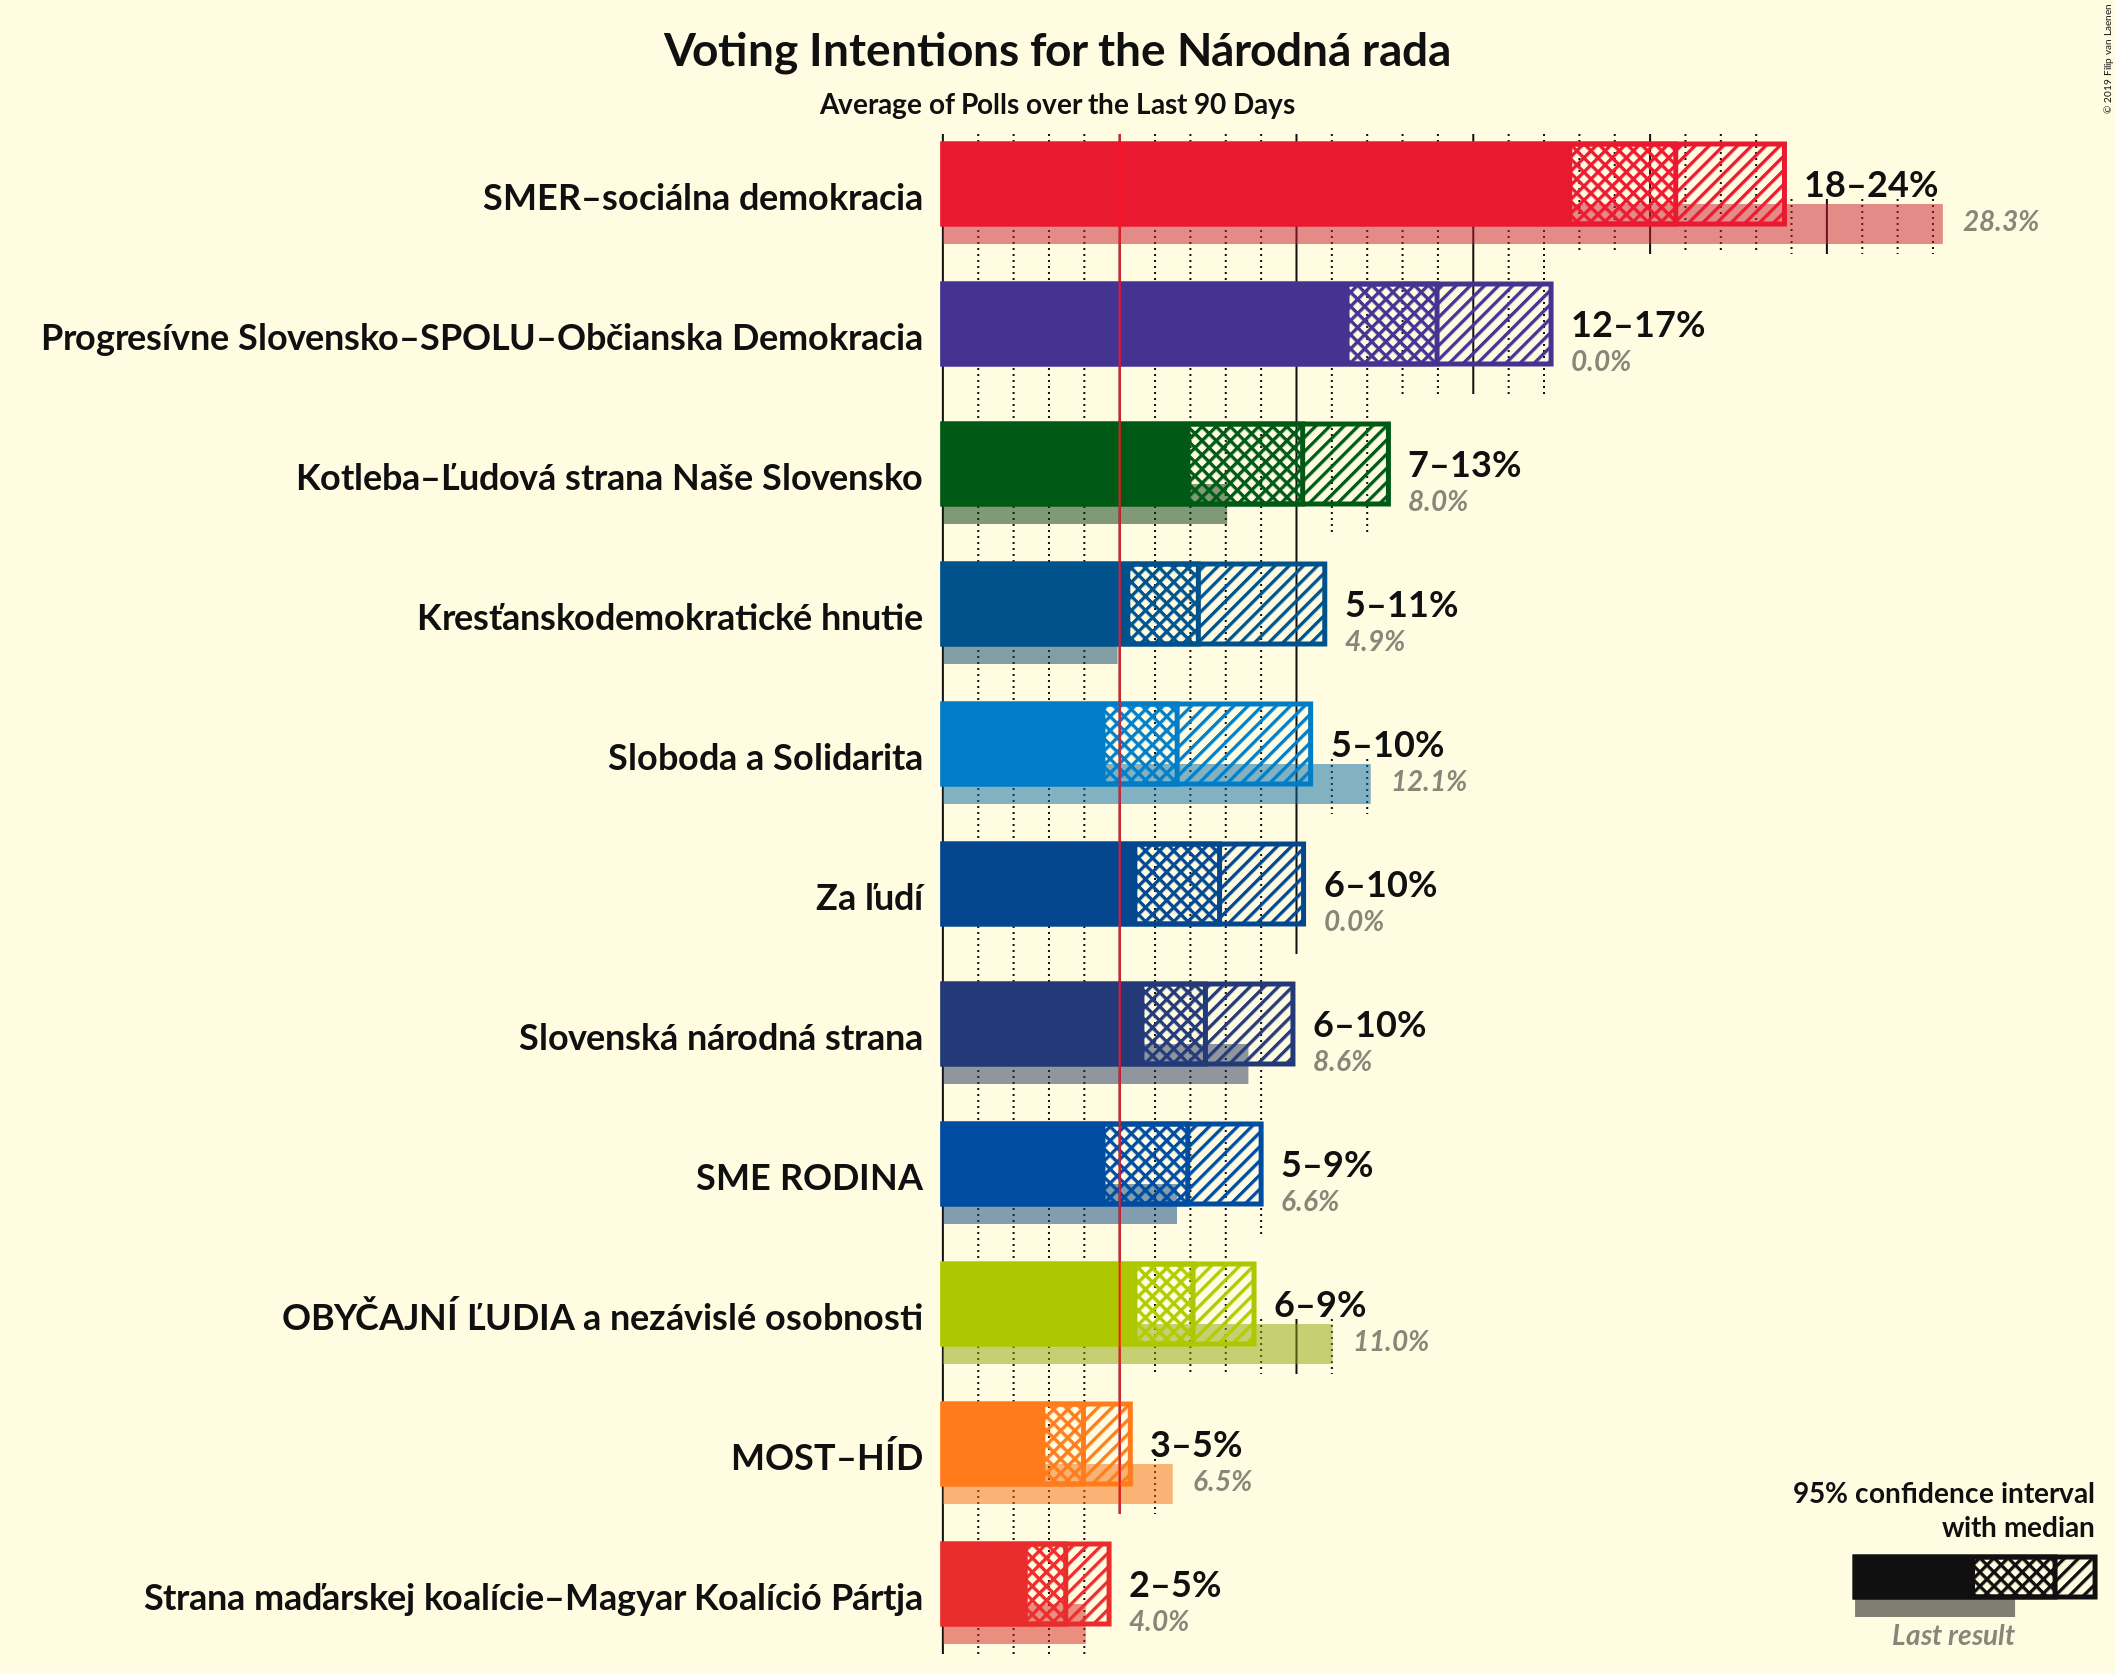 © 2019 Filip van Laenen
Voting Intentions for the Národná rada
Average of Polls over the Last 90 Days
SMER–sociálna demokracia
18–24%
28.3%
Progresívne Slovensko–SPOLU–Občianska Demokracia
12–17%
0.0%
Kotleba–Ľudová strana Naše Slovensko
7–13%
8.0%
Kresťanskodemokratické hnutie
5–11%
4.9%
Sloboda a Solidarita
5–10%
12.1%
Za ľudí
6–10%
0.0%
Slovenská národná strana
6–10%
8.6%
SME RODINA
5–9%
6.6%
OBYČAJNÍ ĽUDIA a nezávislé osobnosti
6–9%
11.0%
MOST–HÍD
3–5%
6.5%
Strana maďarskej koalície–Magyar Koalíció Pártja
2–5%
4.0%
95% confidence interval
with median
Last result